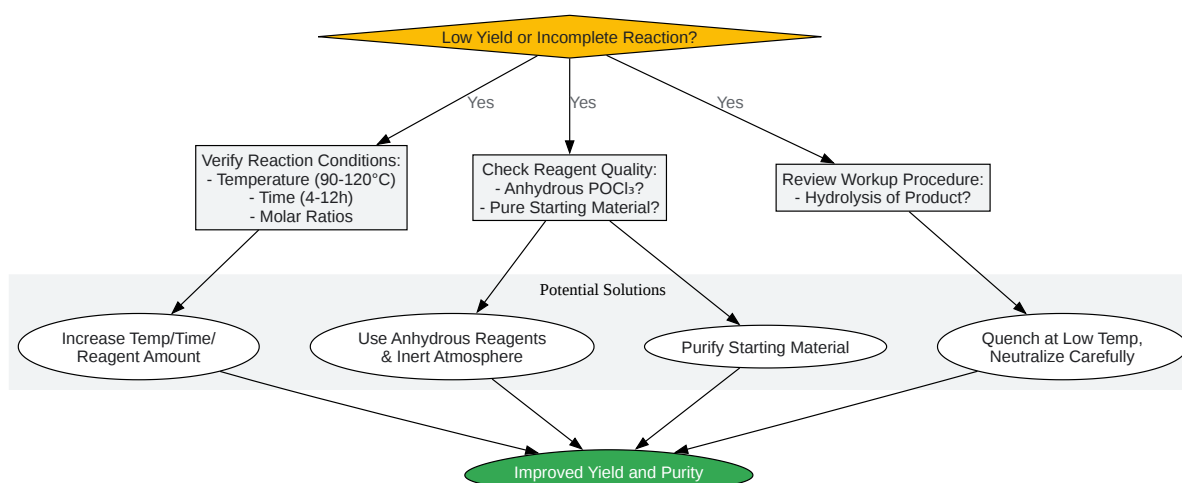 Low Yield or Incomplete Reaction?
Yes
Yes
Yes
Verify Reaction Conditions:
- Temperature (90-120°C)
- Time (4-12h)
- Molar Ratios
Check Reagent Quality:
- Anhydrous POCl₃?
- Pure Starting Material?
Review Workup Procedure:
- Hydrolysis of Product?
Potential Solutions
Increase Temp/Time/
Reagent Amount
Use Anhydrous Reagents
& Inert Atmosphere
Purify Starting Material
Quench at Low Temp,
Neutralize Carefully
Improved Yield and Purity